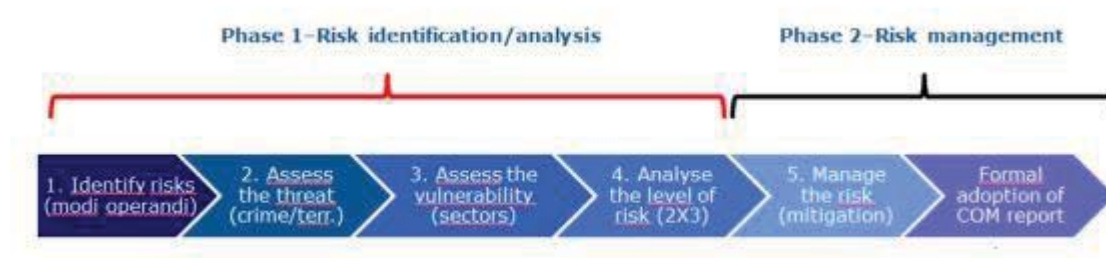 Phase 1–Risk identification/analysis
Phase 2–Risk management
1. Identify risks
(modi operandi)
2. Assess
the threat
(crime/terr.)
3. Assess the
vulnerability
(sectors)
4. Analyse
the level of
risk (2X3)
5. Manage
the risk
(mitigation)
Formal
adoption of
COM report